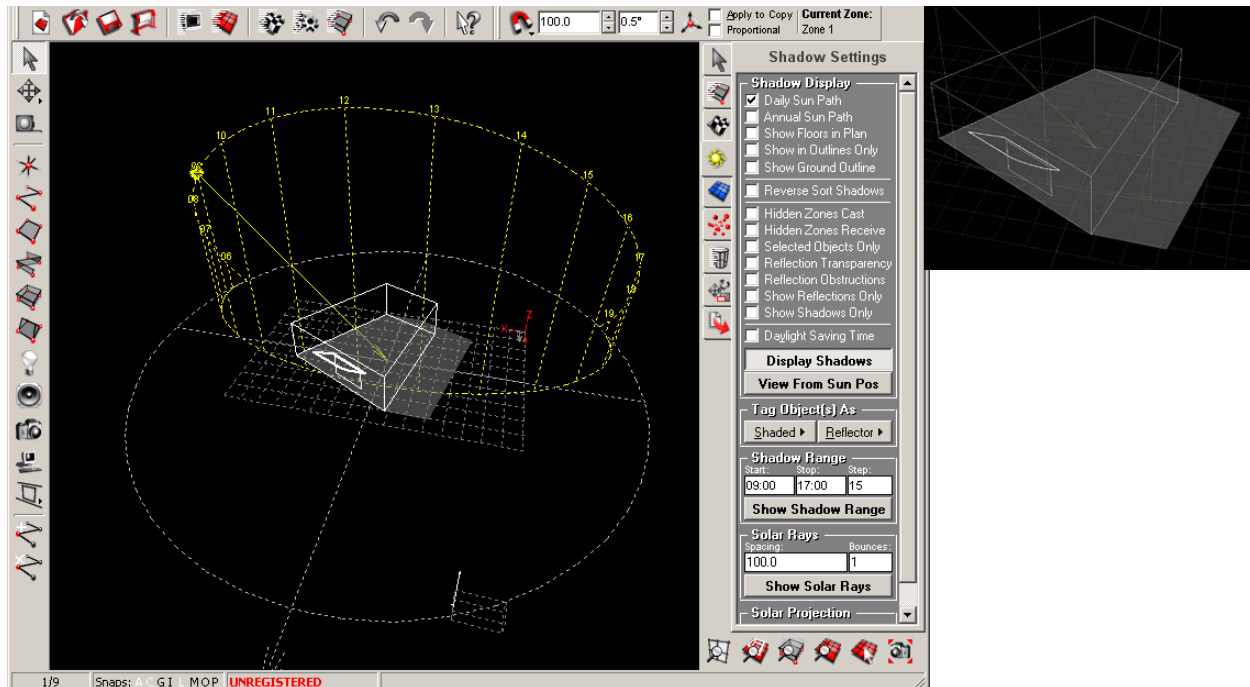 100.0
0.5°
Apply to Copy
Proportional
Current Zone:
Zone 1
Shadow Settings
Shadow Display
Daily Sun Path
Annual Sun Path
Show Floors in Plan
Show in Outlines Only
Show Ground Outline
Reverse Sort Shadows
Hidden Zones Cast
Hidden Zones Receive
Selected Objects Only
Reflection Transparency
Reflection Obstructions
Show Reflections Only
Show Shadows Only
Daylight Saving Time
Display Shadows
View From Sun Pos
Tag Object(s) As
Shaded
Reflector
Shadow Range
Start: Stop: Step:
09:00 17:00 15
Show Shadow Range
Solar Rays
Spacing: Bounces:
100.0 1
Show Solar Rays
Solar Projection
12
11
13
10
14
15
08
07
06
16
17
18
19
Z
X
1/9
Snaps: A C G I L M O P
UNREGISTERED